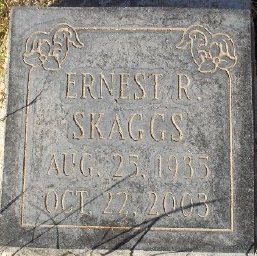 ERNEST R.
SKAGGS
AUG. 25, 1935
OCT. 22, 2003